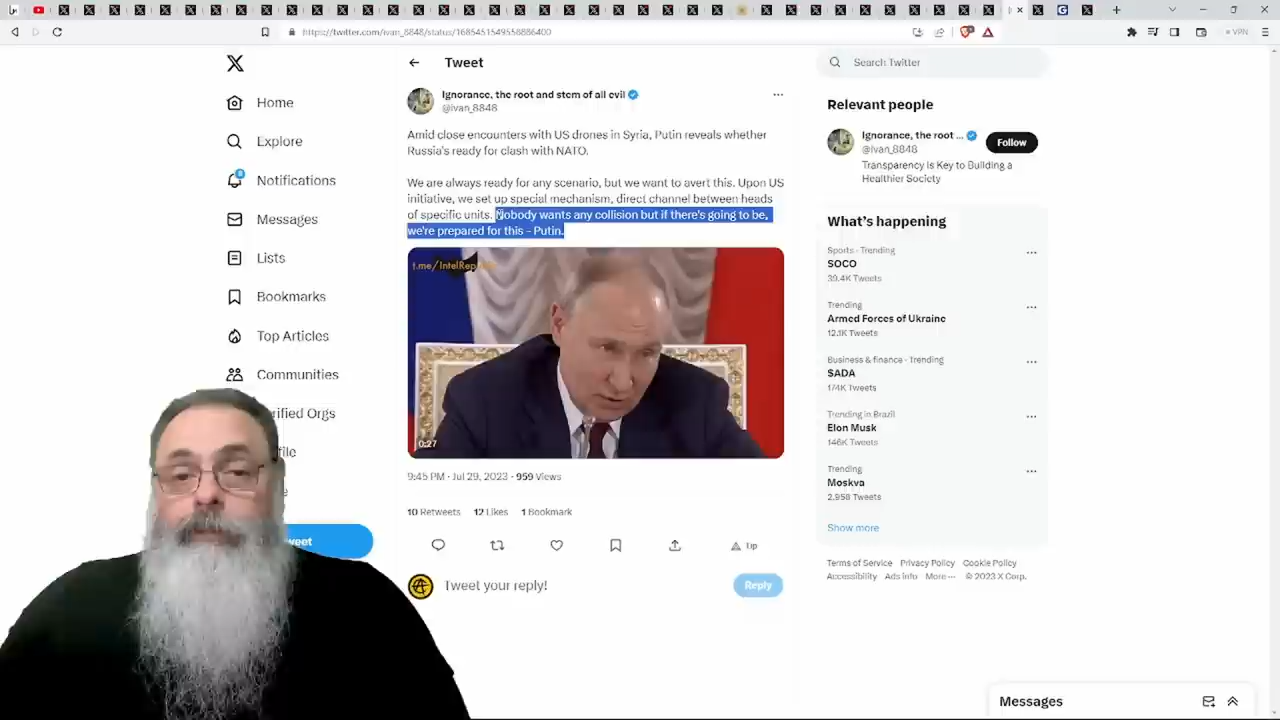 https://twitter.com/ivan_8848/status/1685451549558886400
VPN
Home
Explore
8
Notifications
Messages
Lists
Bookmarks
Top Articles
Communities
ified Orgs
file
weet
Tweet
Ignorance, the root and stem of all evil
@ivan_8848
Amid close encounters with US drones in Syria, Putin reveals whether
Russia's ready for clash with NATO.
We are always ready for any scenario, but we want to avert this. Upon US
initiative, we set up special mechanism, direct channel between heads
of specific units. Nobody wants any collision but if there's going to be,
we're prepared for this – Putin.
0:27
9:45 PM · Jul 29, 2023 · 959 Views
10 Retweets 12 Likes 1 Bookmark
Tip
Tweet your reply!
Reply
Search Twitter
Relevant people
Ignorance, the root ...
@ivan_8848
Follow
Transparency Is Key to Building a
Healthier Society
What's happening
Sports · Trending
SOCO
39.4K Tweets
Trending
Armed Forces of Ukraine
12.1K Tweets
Business & finance · Trending
$ADA
174K Tweets
Trending in Brazil
Elon Musk
146K Tweets
Trending
Moskva
2,958 Tweets
Show more
Terms of Service Privacy Policy Cookie Policy
Accessibility Ads info More ··· © 2023 X Corp.
Messages